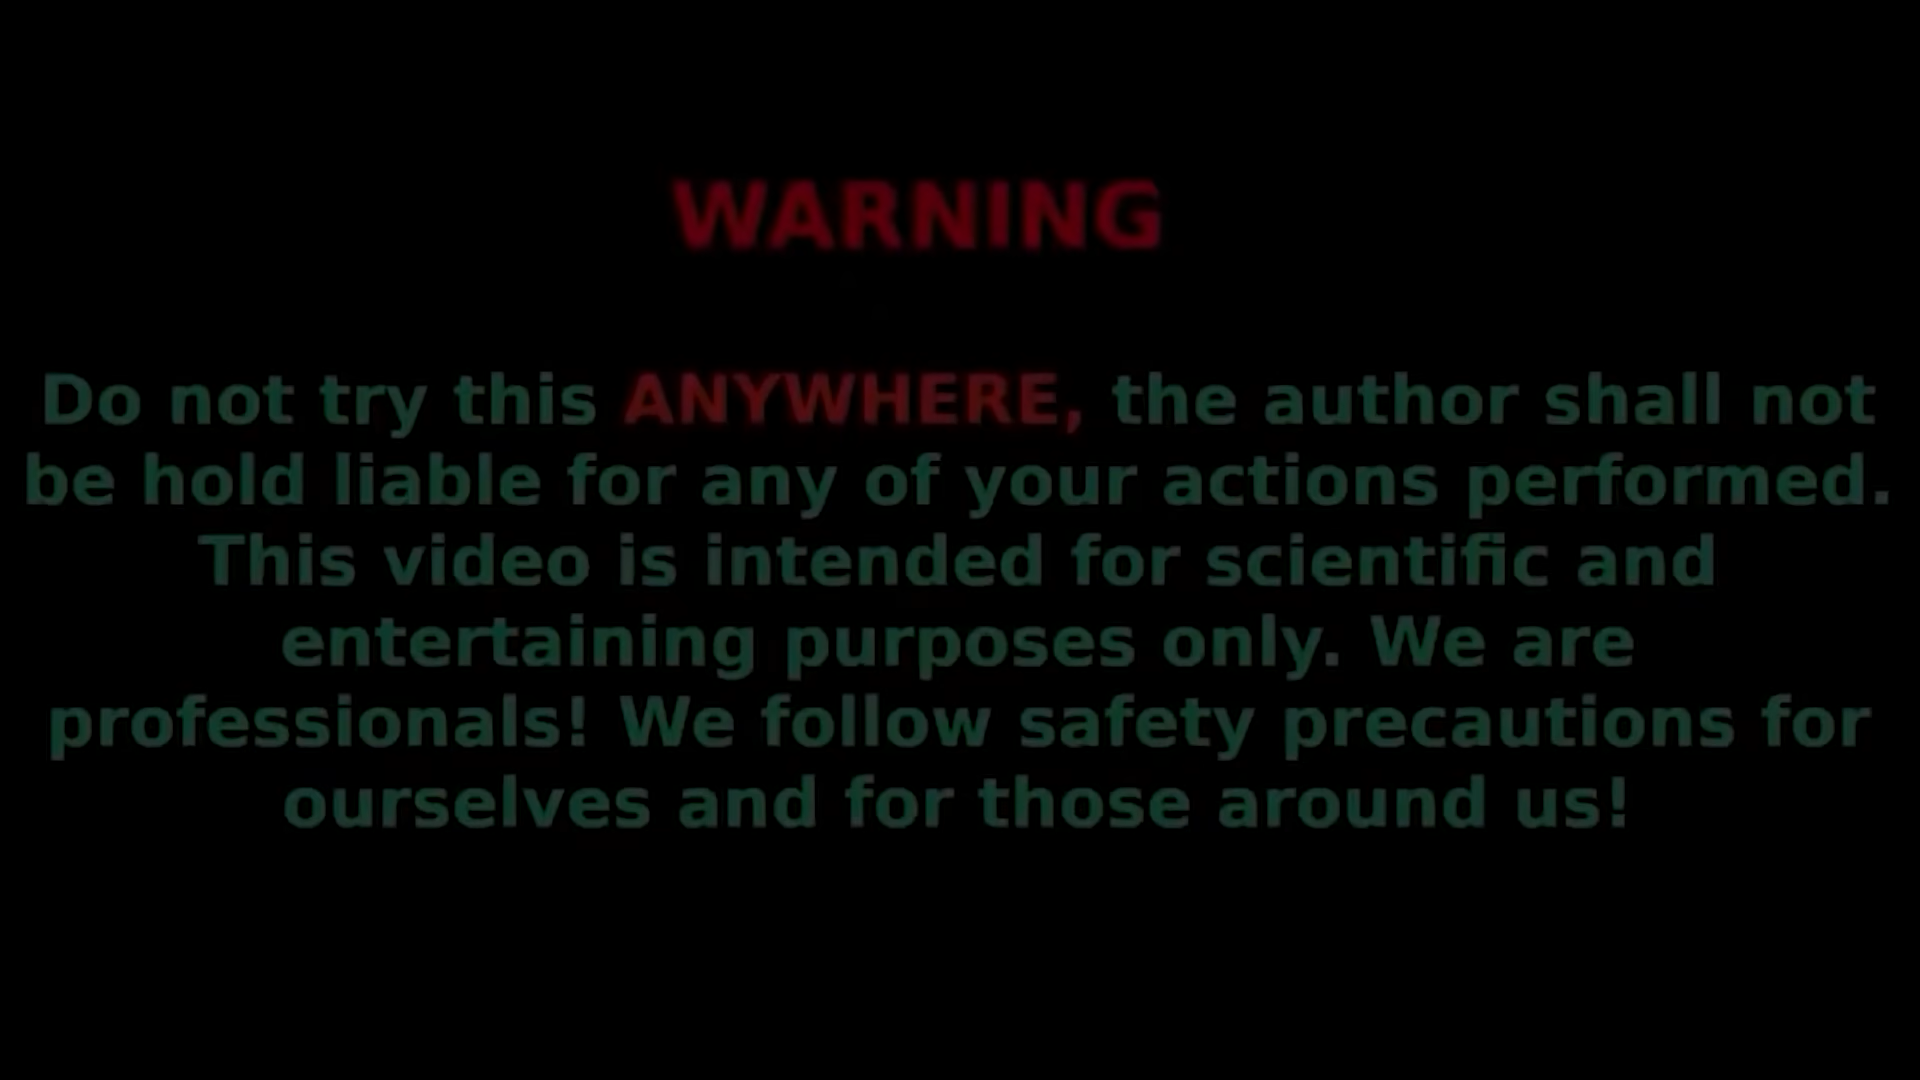 WARNING
Do not try this ANYWHERE, the author shall not
be hold liable for any of your actions performed.
This video is intended for scientific and
entertaining purposes only. We are
professionals! We follow safety precautions for
ourselves and for those around us!